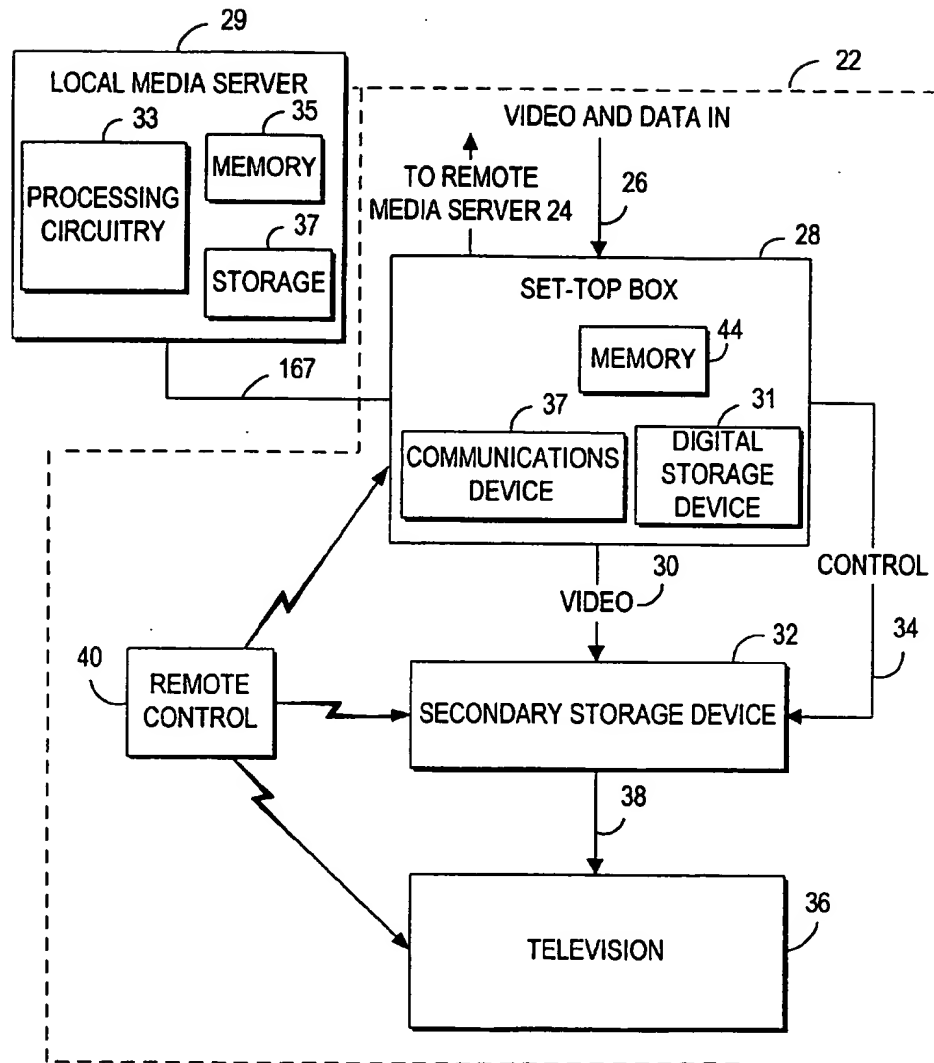 29
LOCAL MEDIA SERVER
33
PROCESSING
CIRCUITRY
35
MEMORY
37
STORAGE
167
22
VIDEO AND DATA IN
TO REMOTE
MEDIA SERVER 24
26
28
SET-TOP BOX
MEMORY
44
37
COMMUNICATIONS
DEVICE
31
DIGITAL
STORAGE
DEVICE
30
VIDEO
CONTROL
34
32
SECONDARY STORAGE DEVICE
40
REMOTE
CONTROL
38
36
TELEVISION